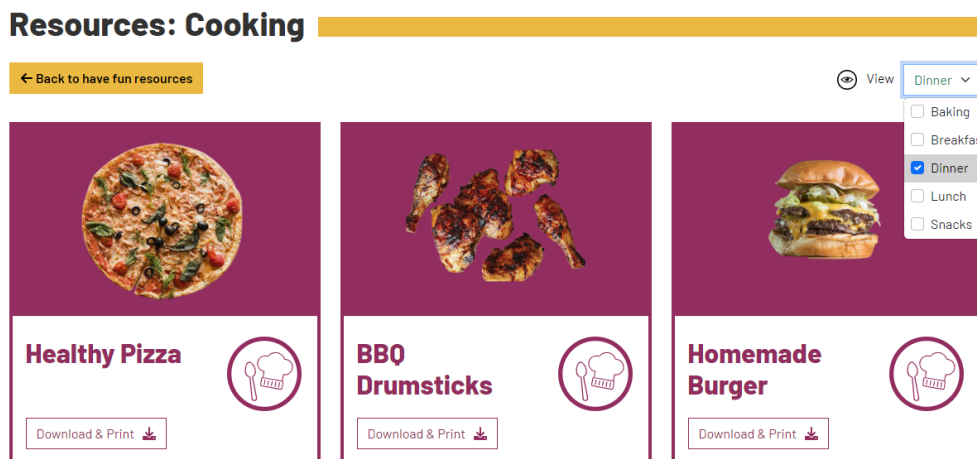 Resources: Cooking
← Back to have fun resources
View
Dinner
Baking
Dinner
Lunch
Snacks
Healthy Pizza
Download & Print
BBQ
Drumsticks
Download & Print
Homemade
Burger
Download & Print